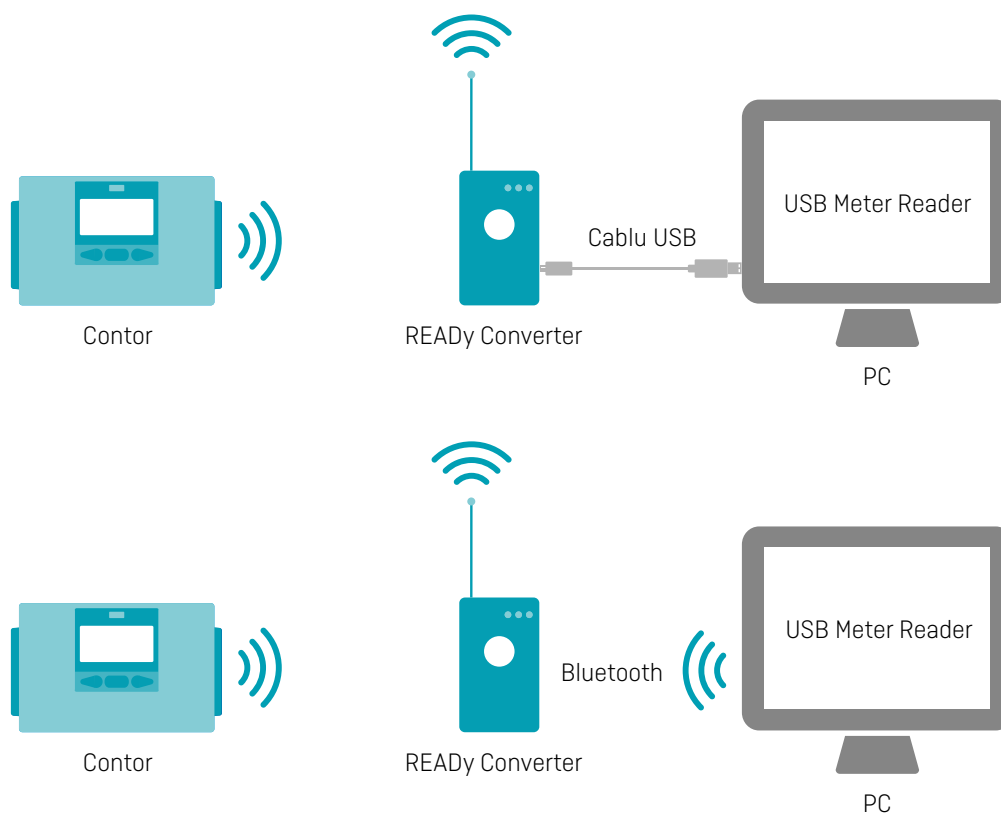 USB Meter Reader
Cablu USB
Contor
READy Converter
PC
USB Meter Reader
Bluetooth
Contor
READy Converter
PC